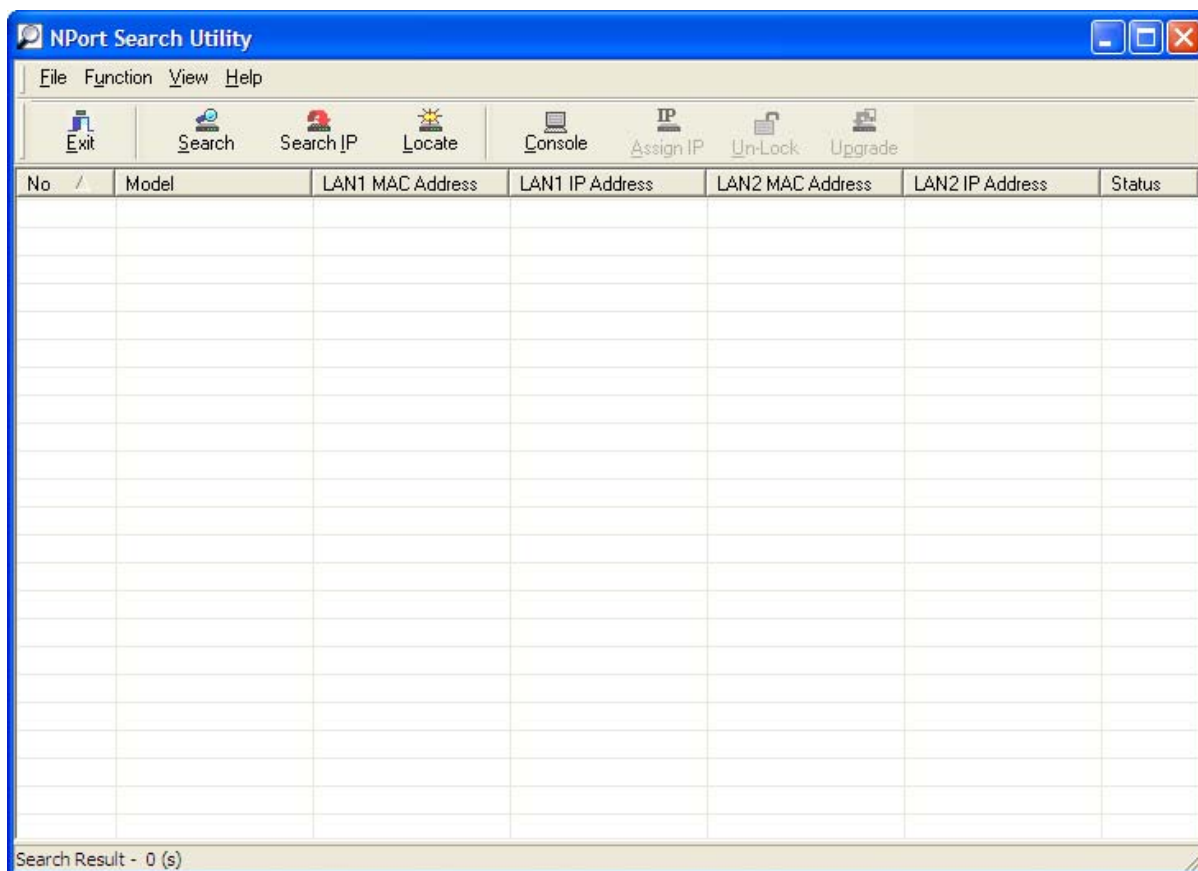 NPort Search Utility
File Function View Help
Exit Search Search IP Locate Console Assign IP Un-Lock Upgrade
No Model LAN1 MAC Address LAN1 IP Address LAN2 MAC Address LAN2 IP Address Status
Search Result - 0 (s)